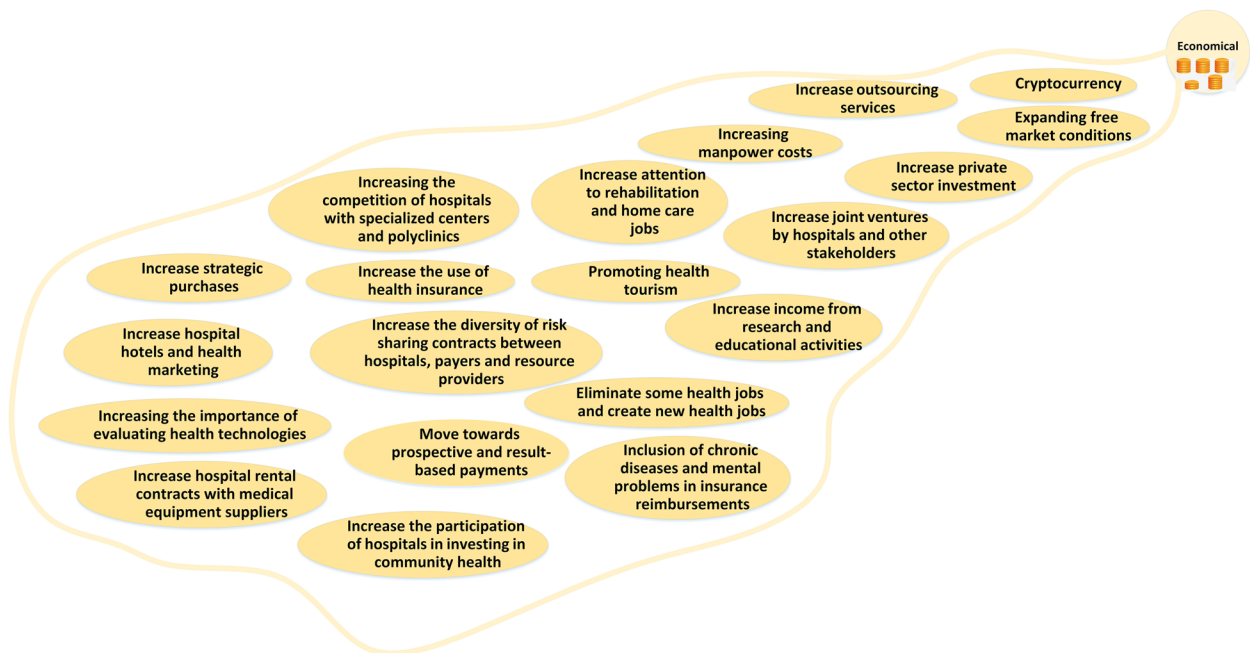 Economical
Cryptocurrency
Increase outsourcing
services
Expanding free
market conditions
Increasing
manpower costs
Increase private
sector investment
Increasing the
competition of hospitals
with specialized centers
and polyclinics
Increase attention
to rehabilitation
and home care
jobs
Increase joint ventures
by hospitals and other
stakeholders
Increase strategic
purchases
Increase the use of
health insurance
Promoting health
tourism
Increase income from
research and
educational activities
Increase hospital
hotels and health
marketing
Increase the diversity of risk
sharing contracts between
hospitals, payers and resource
providers
Eliminate some health jobs
and create new health jobs
Increasing the importance of
evaluating health technologies
Move towards
prospective and result-
based payments
Inclusion of chronic
diseases and mental
problems in insurance
reimbursements
Increase hospital rental
contracts with medical
equipment suppliers
Increase the participation
of hospitals in investing in
community health